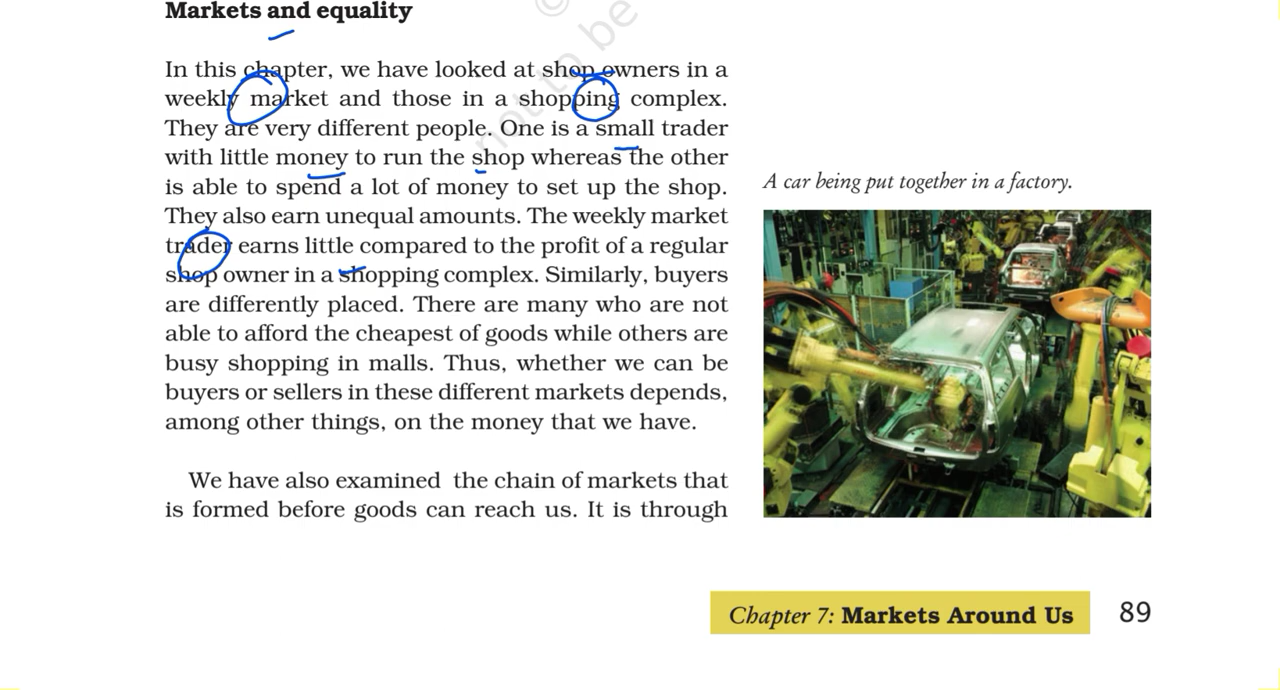 Markets and equality
In this chapter, we have looked at shop owners in a
weekly market and those in a shopping complex.
They are very different people. One is a small trader
with little money to run the shop whereas the other
is able to spend a lot of money to set up the shop.
They also earn unequal amounts. The weekly market
trader earns little compared to the profit of a regular
shop owner in a shopping complex. Similarly, buyers
are differently placed. There are many who are not
able to afford the cheapest of goods while others are
busy shopping in malls. Thus, whether we can be
buyers or sellers in these different markets depends,
among other things, on the money that we have.
We have also examined the chain of markets that
is formed before goods can reach us. It is through
A car being put together in a factory.
Chapter 7: Markets Around Us 89
©
not to be